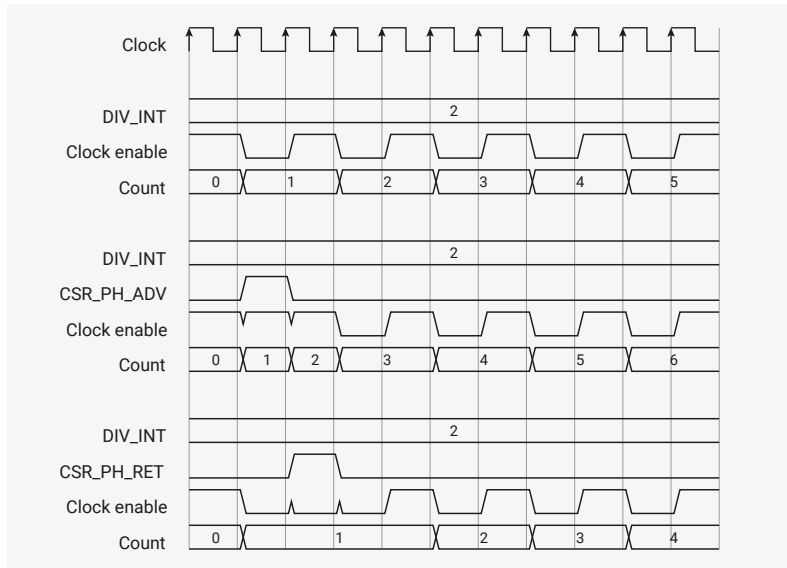 Clock
DIV_INT 2
Clock enable
Count 0 1 2 3 4 5
DIV_INT 2
CSR_PH_ADV
Clock enable
Count 0 1 2 3 4 5 6
DIV_INT 2
CSR_PH_RET
Clock enable
Count 0 1 2 3 4